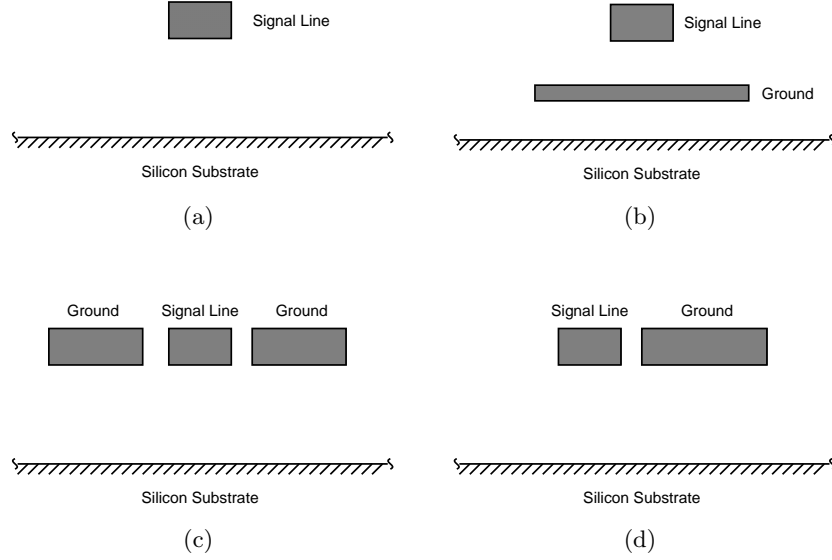 Signal Line
Silicon Substrate
(a)
Signal Line
Ground
Silicon Substrate
(b)
Ground Signal Line Ground
Silicon Substrate
(c)
Signal Line Ground
Silicon Substrate
(d)